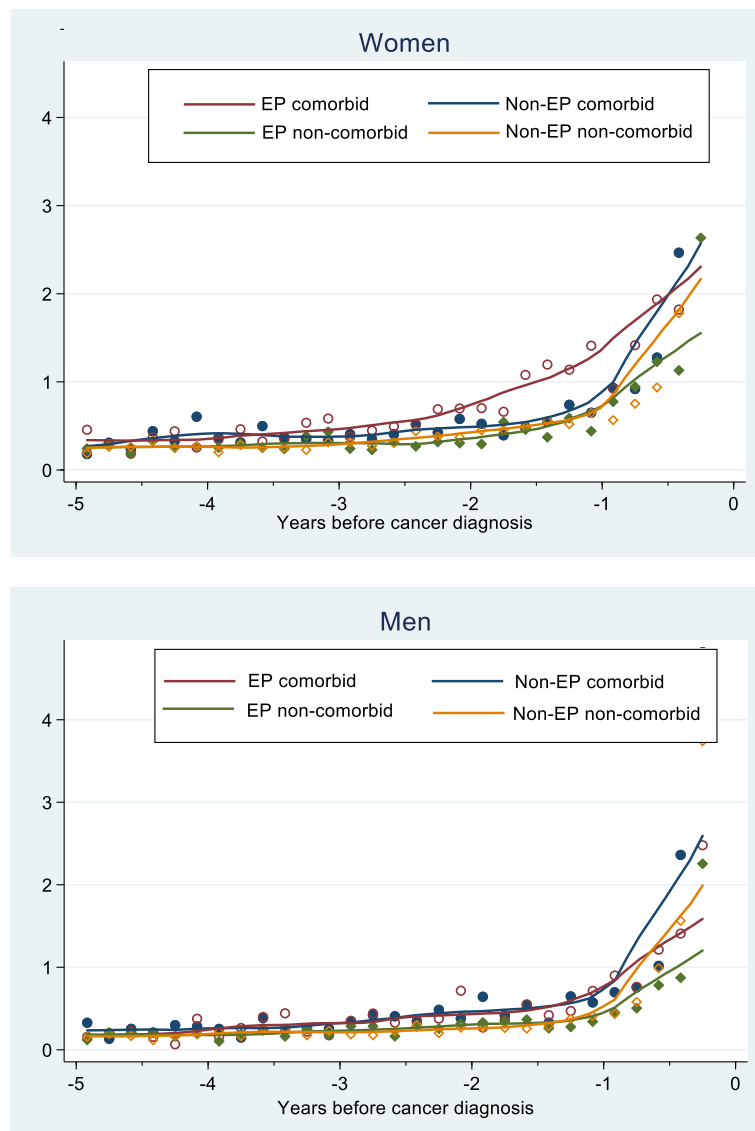 Women
EP comorbid Non-EP comorbid
EP non-comorbid Non-EP non-comorbid
4
3
2
1
0
-5 -4 -3 -2 -1 0
Years before cancer diagnosis
Men
EP comorbid Non-EP comorbid
EP non-comorbid Non-EP non-comorbid
4
3
2
1
0
-5 -4 -3 -2 -1 0
Years before cancer diagnosis